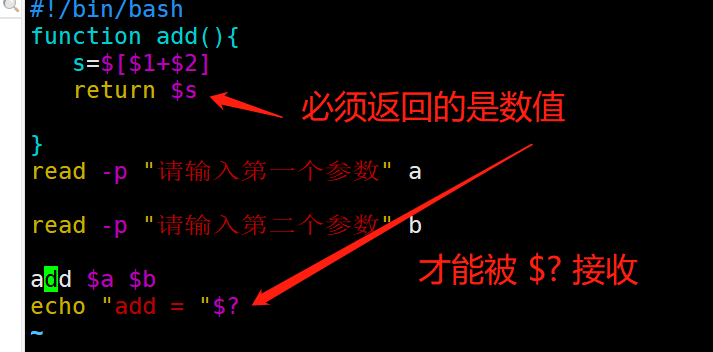 #!/bin/bash
function add(){
s=$[$1+$2]
return $s
必须返回的是数值
}
read -p "请输入第一个参数" a
read -p "请输入第二个参数" b
add $a $b
才能被 $? 接收
echo "add = "$?
~